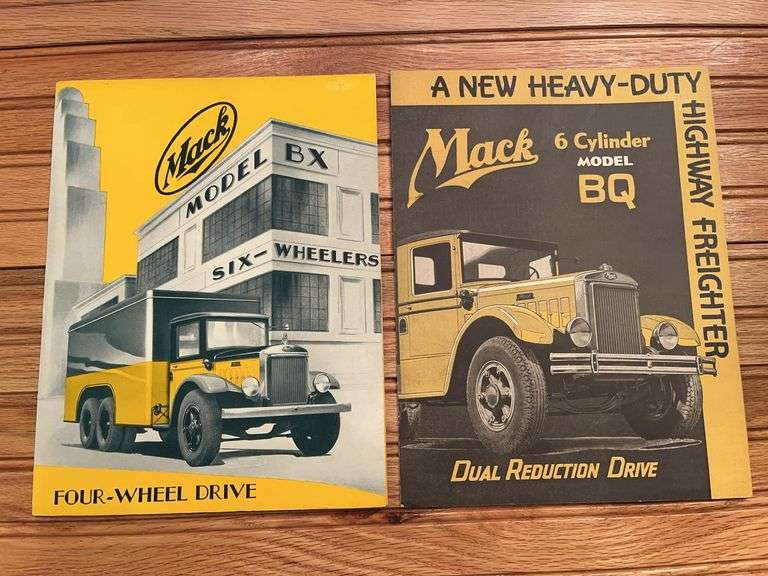 Mack
MODEL BX
SIX-WHEELERS
FOUR-WHEEL DRIVE
A NEW HEAVY-DUTY
HIGHWAY FREIGHTER
Mack
6 Cylinder
MODEL
BQ
DUAL REDUCTION DRIVE